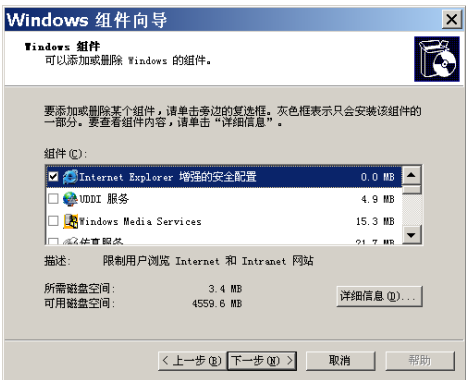 Windows 组件向导
Windows 组件
可以添加或删除 Windows 的组件。
要添加或删除某个组件，请单击旁边的复选框。灰色框表示只会安装该组件的
一部分。要查看组件内容，请单击“详细信息”。
组件(C):
Internet Explorer 增强的安全配置 0.0 MB
UDDI 服务 4.9 MB
Windows Media Services 15.3 MB
传真服务 21.7 MB
描述: 限制用户浏览 Internet 和 Intranet 网站
所需磁盘空间: 3.4 MB
可用磁盘空间: 4559.6 MB
详细信息(D)...
< 上一步(B) 下一步(N) > 取消 帮助